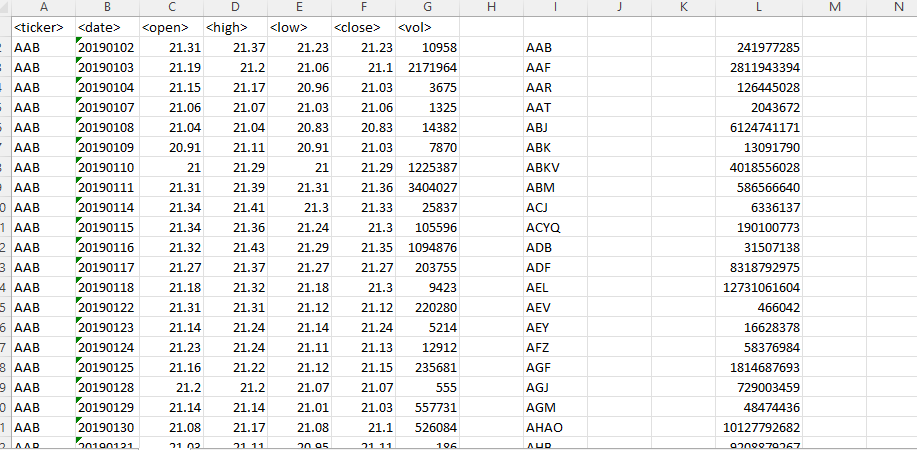 A B C D E F G H I J K L M N
<ticker> <date> <open> <high> <low> <close> <vol>
2 AAB 20190102 21.31 21.37 21.23 21.23 10958 AAB 241977285
3 AAB 20190103 21.19 21.2 21.06 21.1 2171964 AAF 2811943394
AAB 20190104 21.15 21.17 20.96 21.03 3675 AAR 126445028
5 AAB 20190107 21.06 21.07 21.03 21.06 1325 AAT 2043672
AAB 20190108 21.04 21.04 20.83 20.83 14382 ABJ 6124741171
AAB 20190109 20.91 21.11 20.91 21.03 7870 ABK 13091790
AAB 20190110 21 21.29 21 21.29 1225387 ABKV 4018556028
AAB 20190111 21.31 21.39 21.31 21.36 3404027 ABM 586566640
0 AAB 20190114 21.34 21.41 21.3 21.33 25837 ACJ 6336137
1 AAB 20190115 21.34 21.36 21.24 21.3 105596 ACYQ 190100773
2 AAB 20190116 21.32 21.43 21.29 21.35 1094876 ADB 31507138
3 AAB 20190117 21.27 21.37 21.27 21.27 203755 ADF 8318792975
4 AAB 20190118 21.18 21.32 21.18 21.3 9423 AEL 12731061604
5 AAB 20190122 21.31 21.31 21.12 21.12 220280 AEV 466042
6 AAB 20190123 21.14 21.24 21.14 21.24 5214 AEY 16628378
7 AAB 20190124 21.23 21.24 21.11 21.13 12912 AFZ 58376984
8 AAB 20190125 21.16 21.22 21.12 21.15 235681 AGF 1814687693
9 AAB 20190128 21.2 21.2 21.07 21.07 555 AGJ 729003459
0 AAB 20190129 21.14 21.14 21.01 21.03 557731 AGM 48474436
1 AAB 20190130 21.08 21.17 21.08 21.1 526084 AHAO 10127792682
2 AAB 20190131 21.03 21.11 20.95 21.11 186 AHB 9208879267